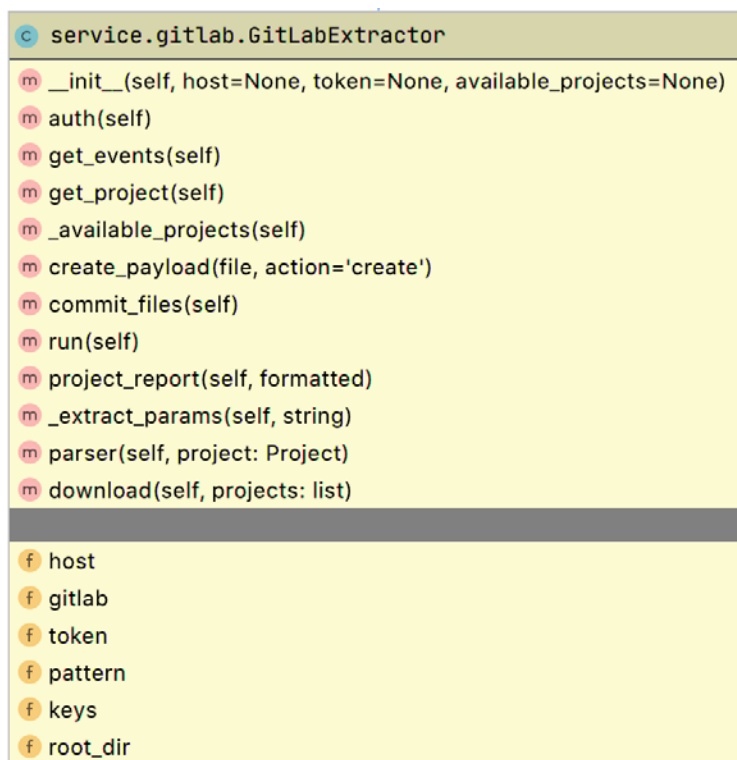 c service.gitlab.GitLabExtractor
m __init__(self, host=None, token=None, available_projects=None)
m auth(self)
m get_events(self)
m get_project(self)
m _available_projects(self)
m create_payload(file, action='create')
m commit_files(self)
m run(self)
m project_report(self, formatted)
m _extract_params(self, string)
m parser(self, project: Project)
m download(self, projects: list)
f host
f gitlab
f token
f pattern
f keys
f root_dir